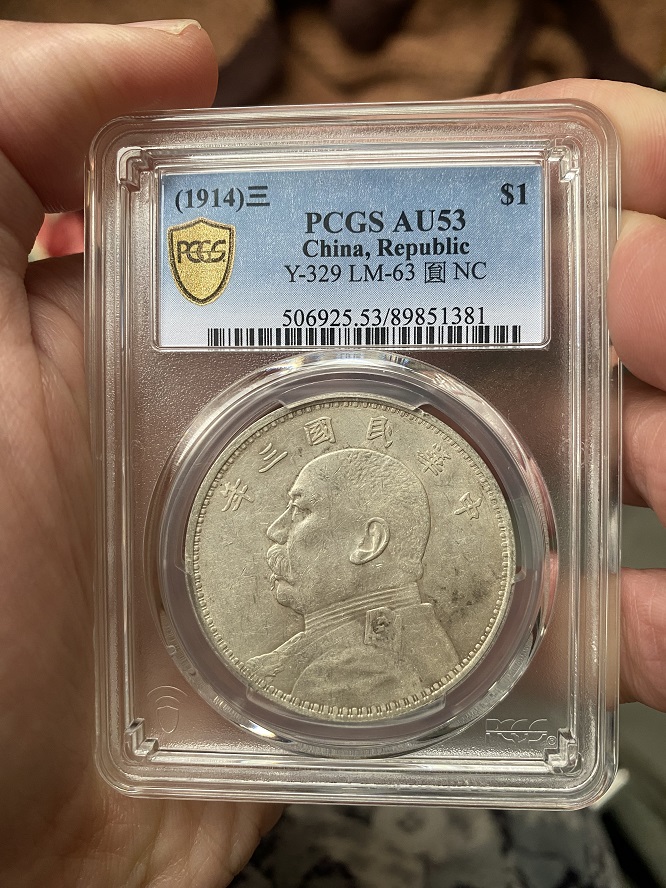 (1914)三 $1
PCGS
PCGS AU53
China, Republic
Y-329 LM-63 圓 NC
506925.53/89851381
中華民國三年
PCGS®